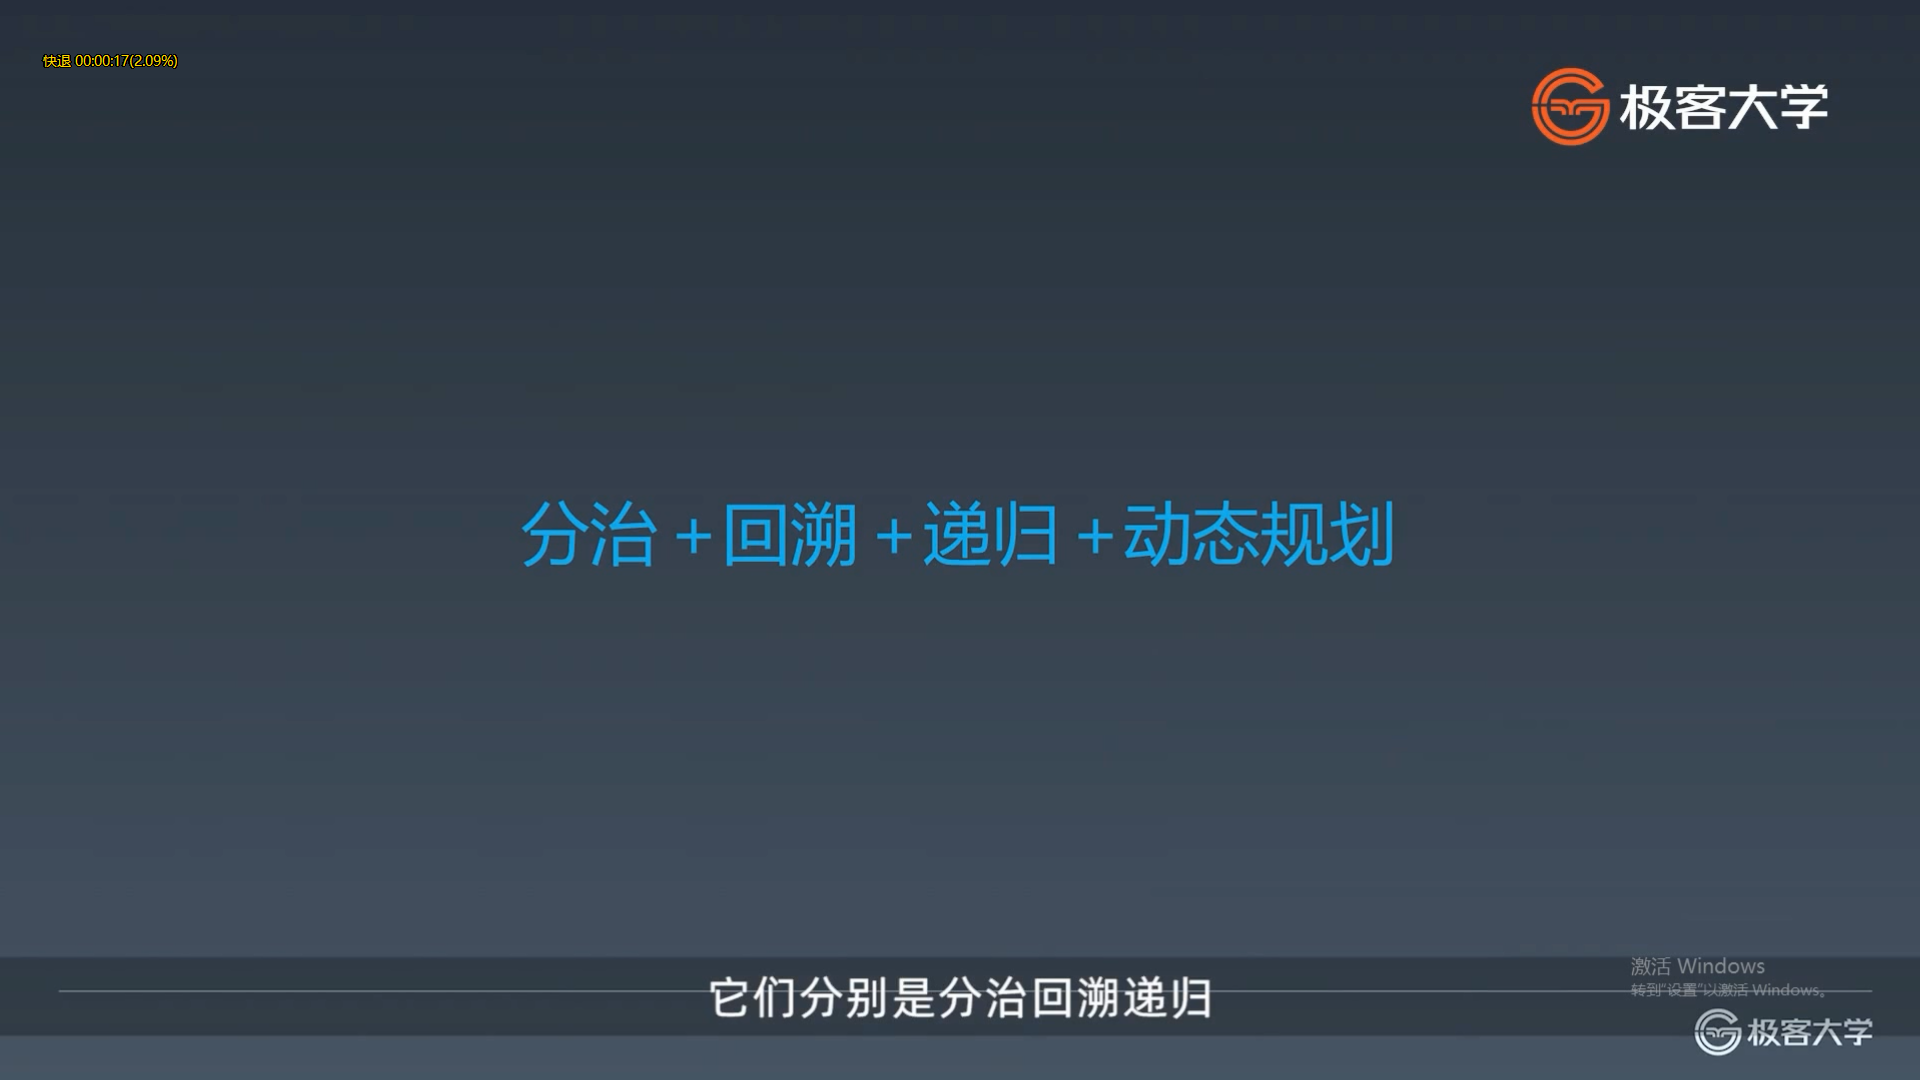 快退 00:00:17(2.09%)
极客大学
分治+回溯+递归+动态规划
它们分别是分治回溯递归
激活 Windows
转到“设置”以激活 Windows。
极客大学